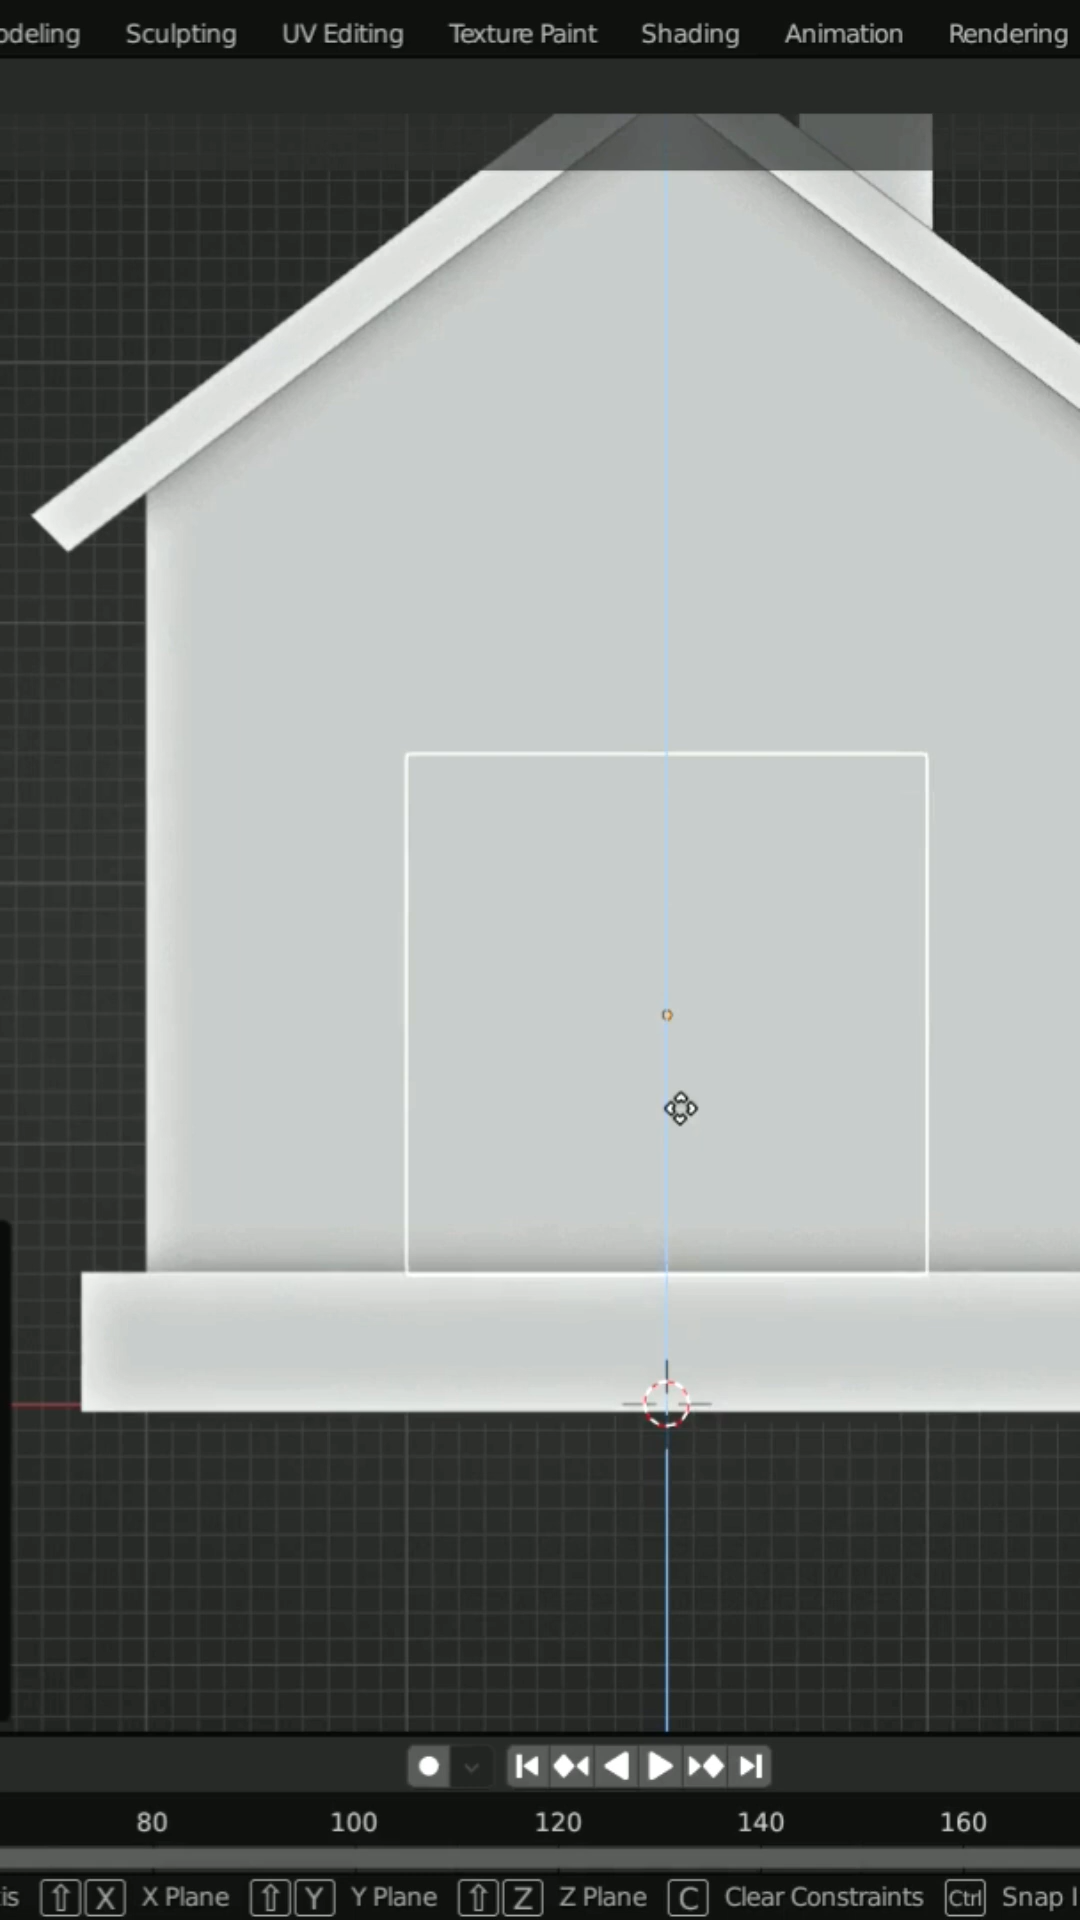 odeling Sculpting UV Editing Texture Paint Shading Animation Rendering
80 100 120 140 160
is ⇧ X X Plane ⇧ Y Y Plane ⇧ Z Z Plane C Clear Constraints Ctrl Snap I